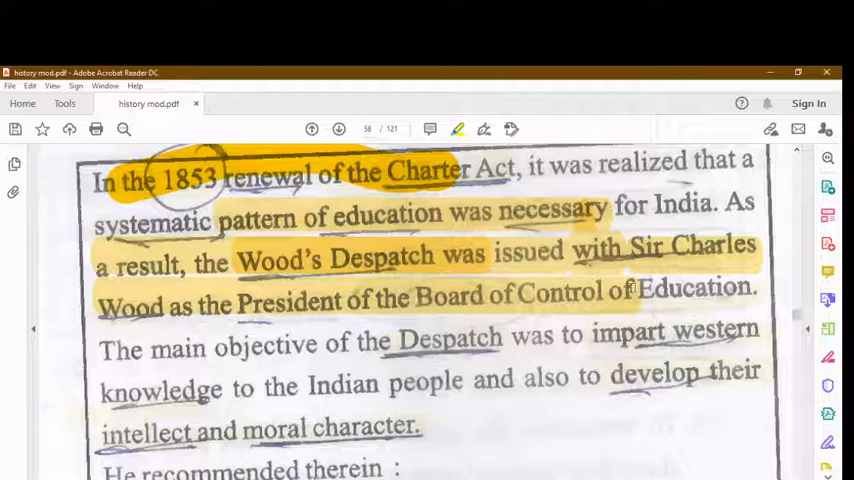 history mod.pdf - Adobe Acrobat Reader DC
File Edit View Sign Window Help
Home Tools history mod.pdf × Sign In
58 / 121
In the 1853 renewal of the Charter Act, it was realized that a
systematic pattern of education was necessary for India. As
a result, the Wood's Despatch was issued with Sir Charles
Wood as the President of the Board of Control of Education.
The main objective of the Despatch was to impart western
knowledge to the Indian people and also to develop their
intellect and moral character.
He recommended therein :